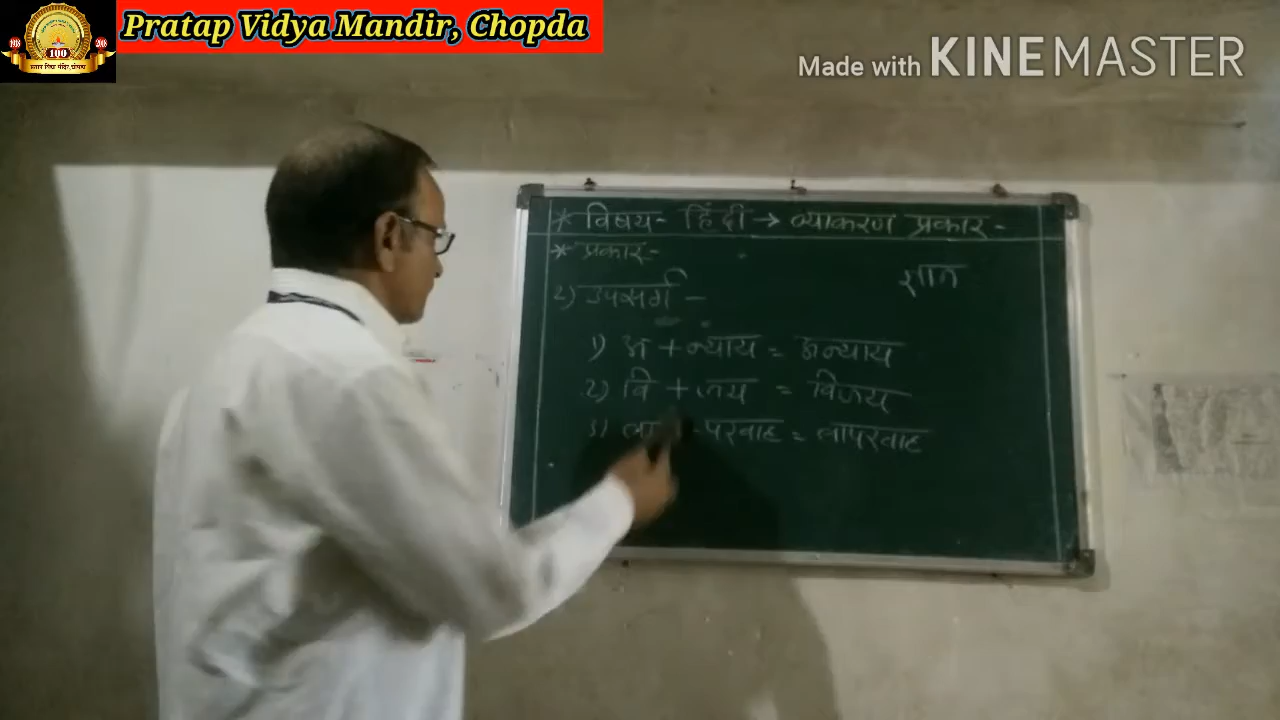 Pratap Vidya Mandir, Chopda
Made with KINEMASTER
100
* विषय- हिंदी → व्याकरण प्रकार-
* प्रकार-
ज्ञात
2) उपसर्ग -
1) अ + न्याय = अन्याय
2) वि + जय = विजय
3) ला - परवाह = लापरवाह